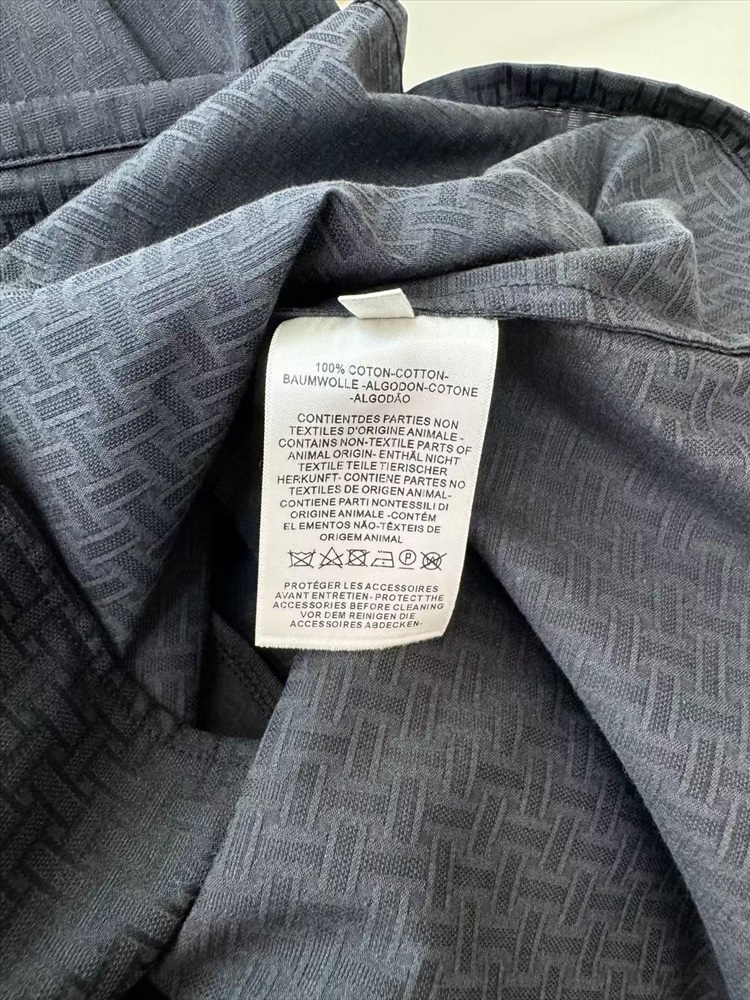 100% COTON-COTTON-
BAUMWOLLE -ALGODON-COTONE
-ALGODÃO
CONTIENTDES PARTIES NON
TEXTILES D'ORIGINE ANIMALE -
CONTAINS NON-TEXTILE PARTS OF
ANIMAL ORIGIN- ENTHÄL NICHT
TEXTILE TEILE TIERISCHER
HERKUNFT- CONTIENE PARTES NO
TEXTILES DE ORIGEN ANIMAL-
CONTIENE PARTI NONTESSILI DI
ORIGINE ANIMALE -CONTÉM
ELEMENTOS NÃO-TÊXTEIS DE
ORIGEM ANIMAL
P
PROTÉGER LES ACCESSOIRES
AVANT ENTRETIEN- PROTECT THE
ACCESSORIES BEFORE CLEANING
VOR DEM REINIGEN DIE
ACCESSOIRES ABDECKEN-